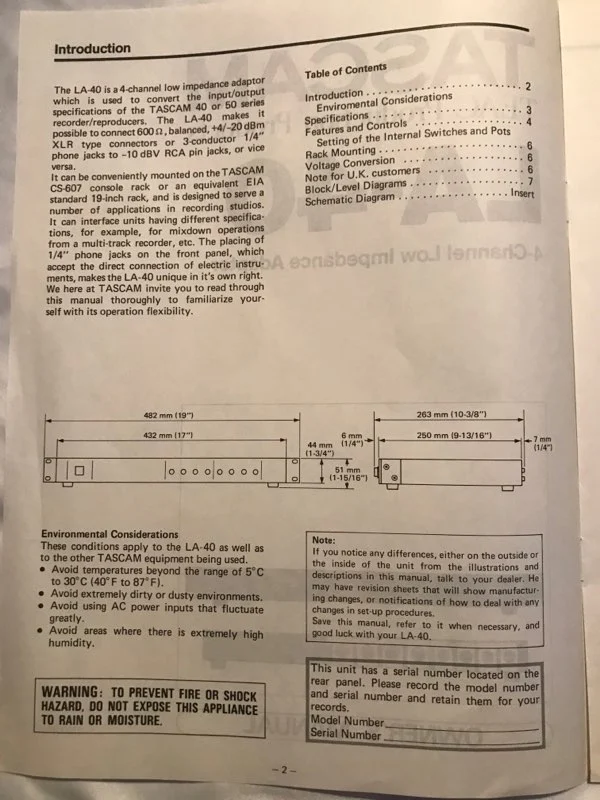 Introduction
The LA-40 is a 4-channel low impedance adaptor
which is used to convert the input/output
specifications of the TASCAM 40 or 50 series
recorder/reproducers. The LA-40 makes it
possible to connect 600 Ω, balanced, +4/-20 dBm
XLR type connectors or 3-conductor 1/4"
phone jacks to -10 dBV RCA pin jacks, or vice
versa.
It can be conveniently mounted on the TASCAM
CS-607 console rack or an equivalent EIA
standard 19-inch rack, and is designed to serve a
number of applications in recording studios.
It can interface units having different specifica-
tions, for example, for mixdown operations
from a multi-track recorder, etc. The placing of
1/4" phone jacks on the front panel, which
accept the direct connection of electric instru-
ments, makes the LA-40 unique in it's own right.
We here at TASCAM invite you to read through
this manual thoroughly to familiarize your-
self with its operation flexibility.
Table of Contents
Introduction . . . . . . . . . . . . . . . . . . . . . . . . 2
Enviromental Considerations
Specifications . . . . . . . . . . . . . . . . . . . . . . . 3
Features and Controls . . . . . . . . . . . . . . . . 4
Setting of the Internal Switches and Pots
Rack Mounting . . . . . . . . . . . . . . . . . . . . . . 6
Voltage Conversion . . . . . . . . . . . . . . . . . . 6
Note for U.K. customers . . . . . . . . . . . . . . 6
Block/Level Diagrams . . . . . . . . . . . . . . . . 7
Schematic Diagram . . . . . . . . . . . . . . . . Insert
482 mm (19")
432 mm (17")
44 mm
(1-3/4")
6 mm
(1/4")
51 mm
(1-15/16")
263 mm (10-3/8")
250 mm (9-13/16")
7 mm
(1/4")
Environmental Considerations
These conditions apply to the LA-40 as well as
to the other TASCAM equipment being used.
● Avoid temperatures beyond the range of 5°C
to 30°C (40°F to 87°F).
● Avoid extremely dirty or dusty environments.
● Avoid using AC power inputs that fluctuate
greatly.
● Avoid areas where there is extremely high
humidity.
WARNING: TO PREVENT FIRE OR SHOCK
HAZARD, DO NOT EXPOSE THIS APPLIANCE
TO RAIN OR MOISTURE.
Note:
If you notice any differences, either on the outside or
the inside of the unit from the illustrations and
descriptions in this manual, talk to your dealer. He
may have revision sheets that will show manufactur-
ing changes, or notifications of how to deal with any
changes in set-up procedures.
Save this manual, refer to it when necessary, and
good luck with your LA-40.
This unit has a serial number located on the
rear panel. Please record the model number
and serial number and retain them for your
records.
Model Number
Serial Number
— 2 —